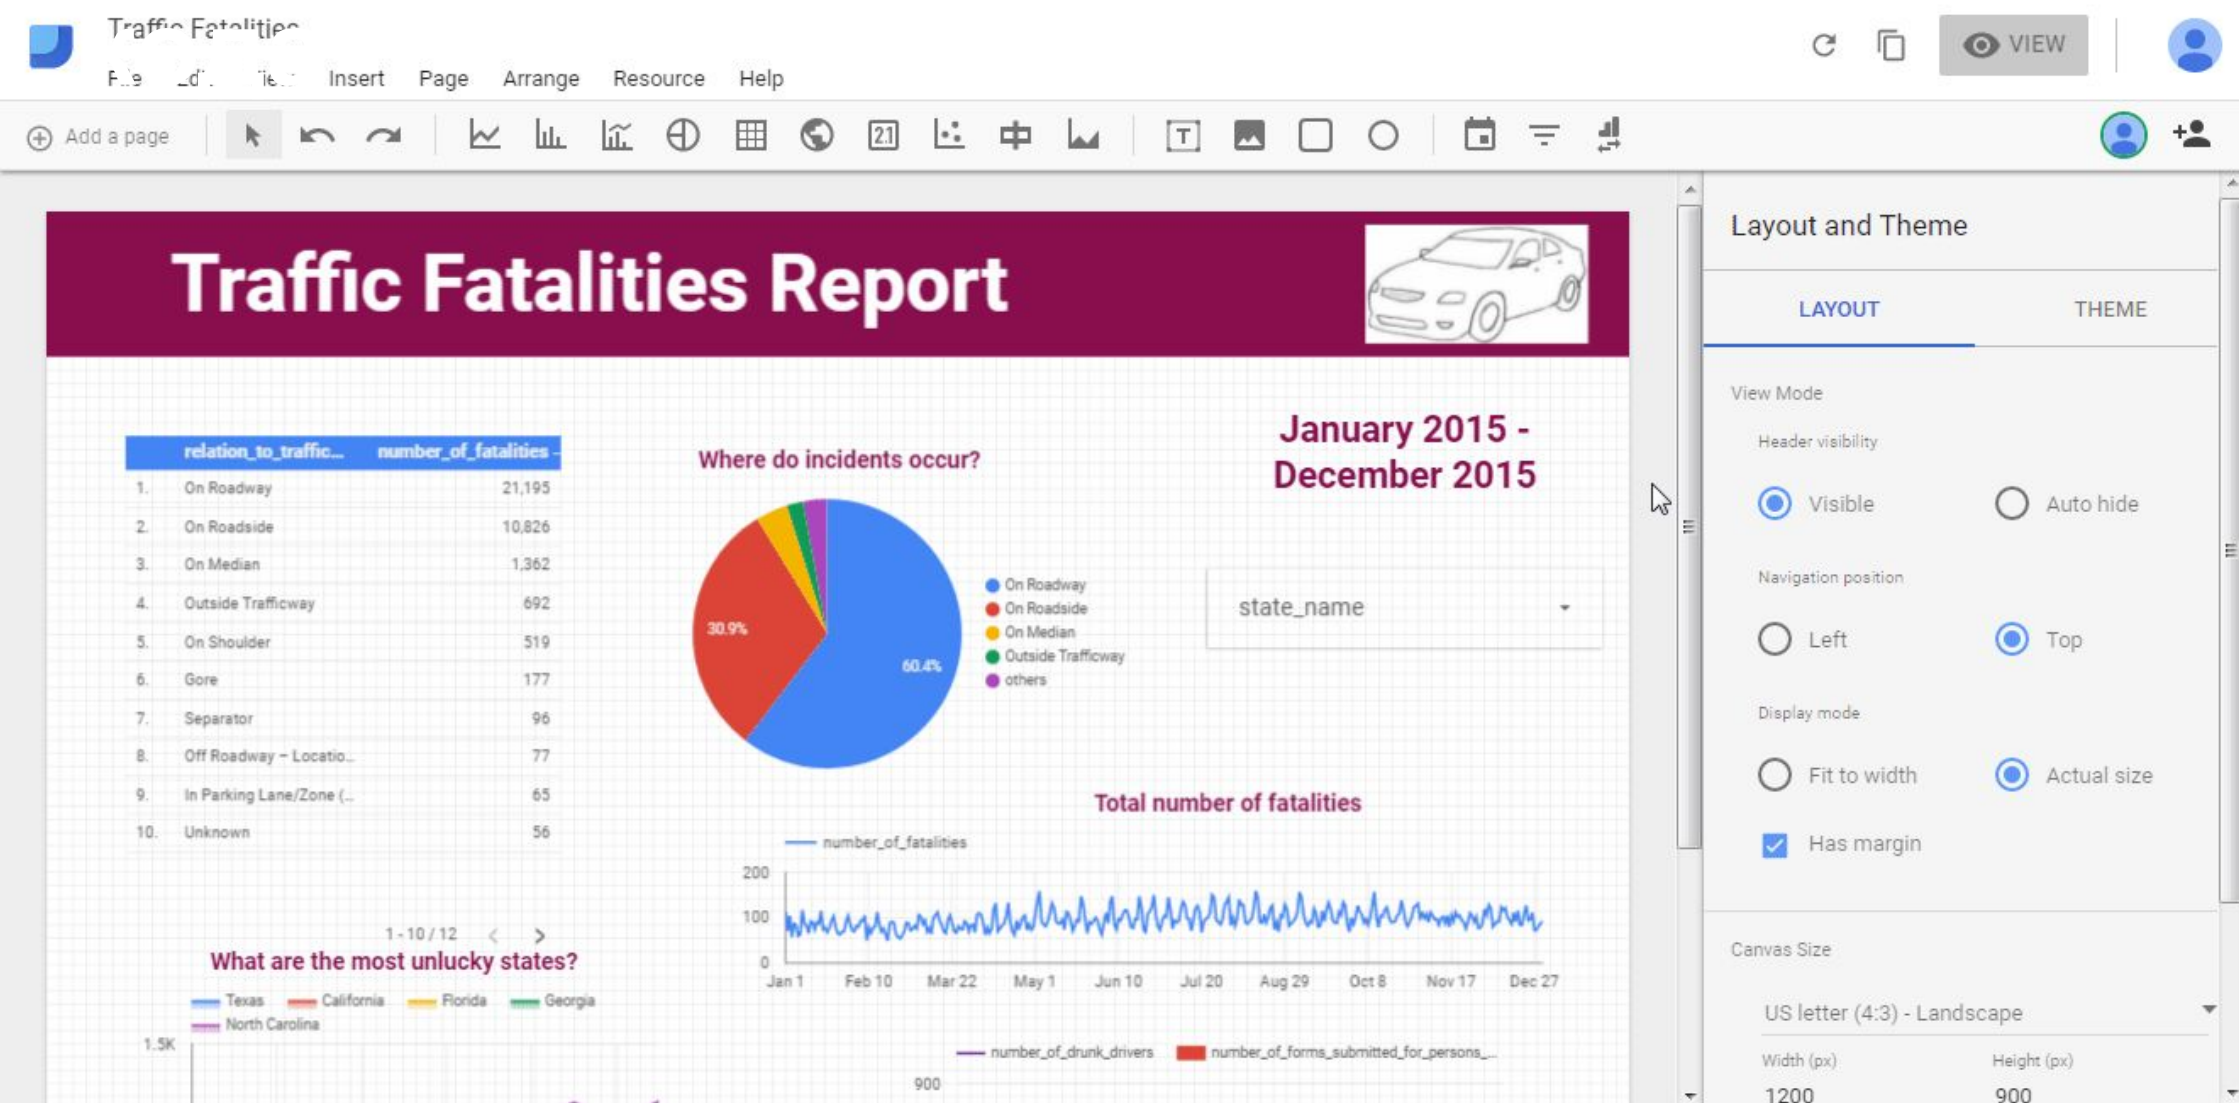 Traffic Fatalities
Insert Page Arrange Resource Help
VIEW
Add a page
21
T
Traffic Fatalities Report
January 2015 -
December 2015
relation_to_traffic... number_of_fatalities
1. On Roadway 21,195
2. On Roadside 10,826
3. On Median 1,362
4. Outside Trafficway 692
5. On Shoulder 519
6. Gore 177
7. Separator 96
8. Off Roadway – Locatio...
77
9. In Parking Lane/Zone (... 65
10. Unknown 56
1 - 10 / 12
Where do incidents occur?
30.9%
60.4%
On Roadway
On Roadside
On Median
Outside Trafficway
others
state_name
Total number of fatalities
number_of_fatalities
200
100
0
Jan 1 Feb 10 Mar 22 May 1 Jun 10 Jul 20 Aug 29 Oct 8 Nov 17 Dec 27
What are the most unlucky states?
Texas California Florida Georgia
North Carolina
1.5K
number_of_drunk_drivers number_of_forms_submitted_for_persons_...
900
Layout and Theme
LAYOUT THEME
View Mode
Header visibility
Visible Auto hide
Navigation position
Left Top
Display mode
Fit to width Actual size
Has margin
Canvas Size
US letter (4:3) - Landscape
Width (px) Height (px)
1200 900